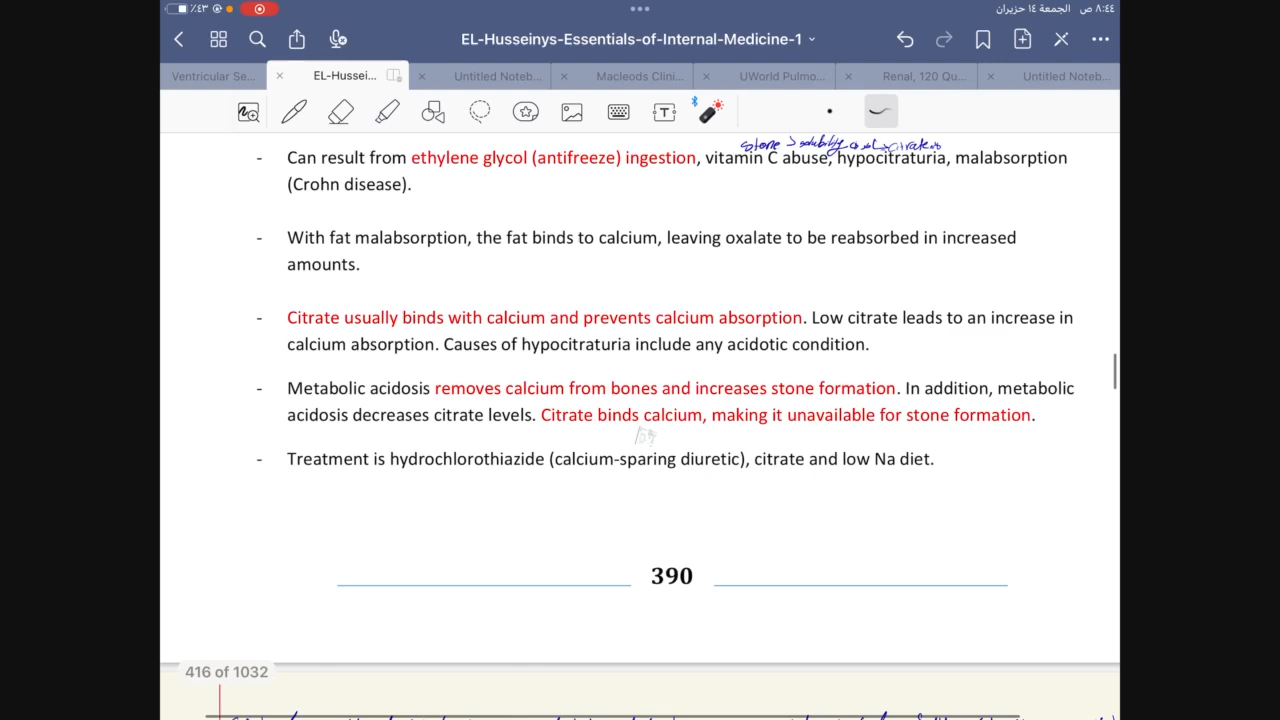 ٪٤٣
٨:٤٤ ص الجمعة ١٤ حزيران
EL-Husseinys-Essentials-of-Internal-Medicine-1
Ventricular Se...
EL-Hussei...
Untitled Noteb...
Macleods Clini...
UWorld Pulmo...
Renal, 120 Qu...
Untitled Noteb...
stone > solubility citrate
- Can result from ethylene glycol (antifreeze) ingestion, vitamin C abuse, hypocitraturia, malabsorption
(Crohn disease).
- With fat malabsorption, the fat binds to calcium, leaving oxalate to be reabsorbed in increased
amounts.
- Citrate usually binds with calcium and prevents calcium absorption. Low citrate leads to an increase in
calcium absorption. Causes of hypocitraturia include any acidotic condition.
- Metabolic acidosis removes calcium from bones and increases stone formation. In addition, metabolic
acidosis decreases citrate levels. Citrate binds calcium, making it unavailable for stone formation.
- Treatment is hydrochlorothiazide (calcium-sparing diuretic), citrate and low Na diet.
390
416 of 1032